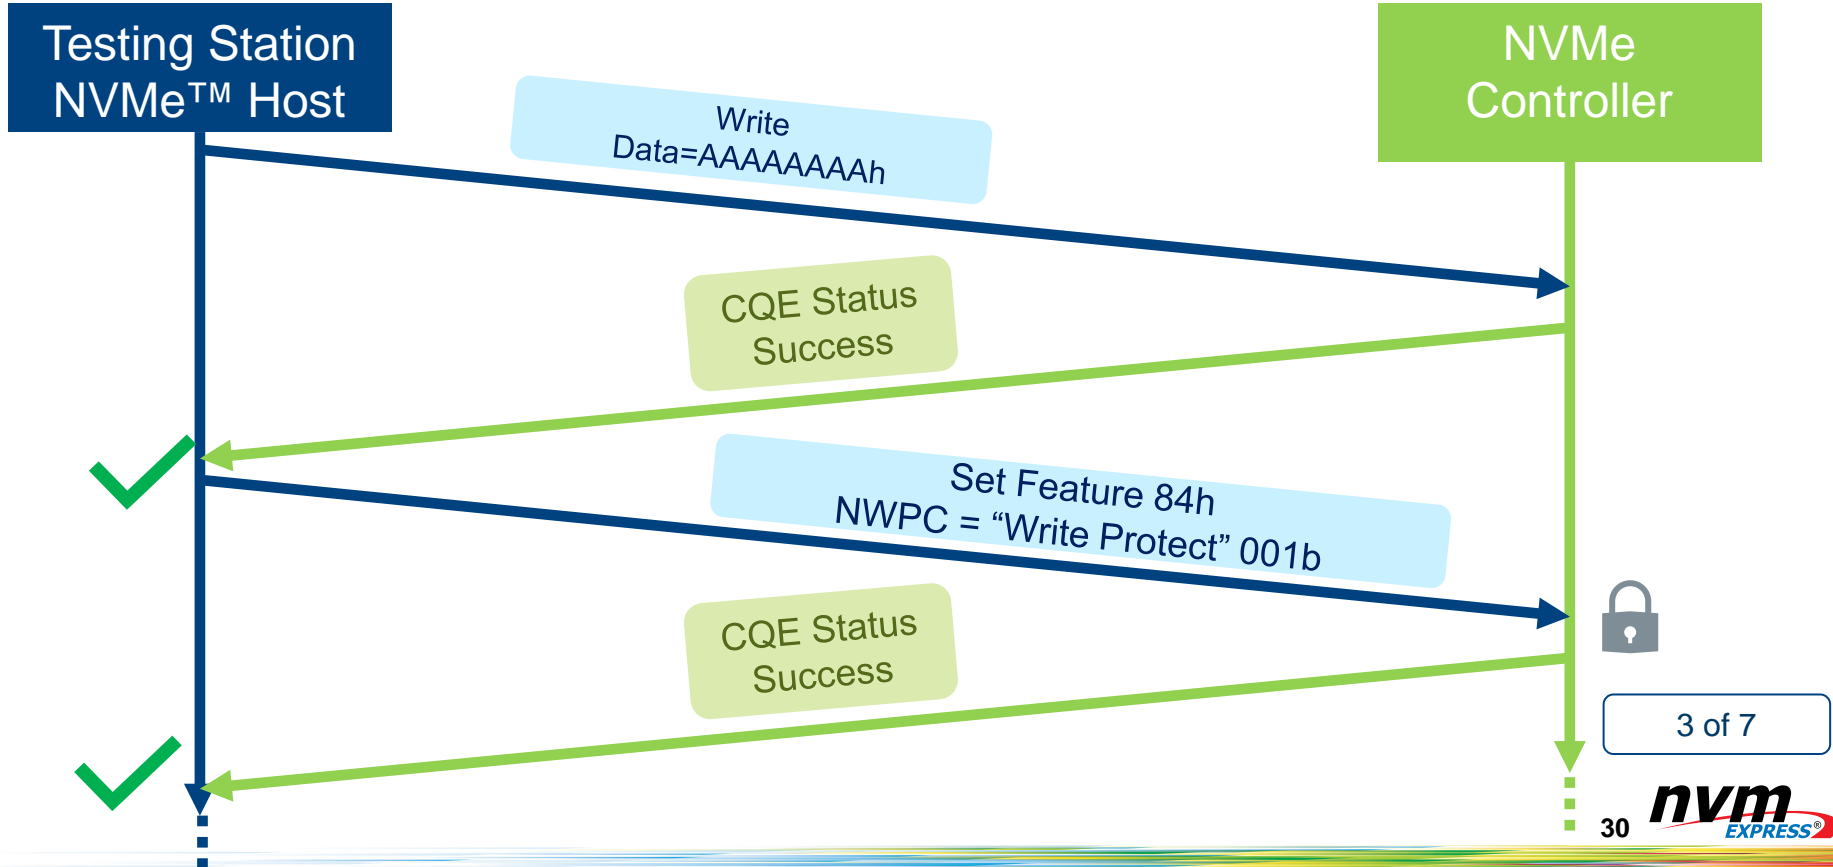 Testing Station
NVMe™ Host
NVMe
Controller
Write
Data=AAAAAAAAh
CQE Status
Success
Set Feature 84h
NWPC = “Write Protect” 001b
CQE Status
Success
3 of 7
30
nvm
EXPRESS®